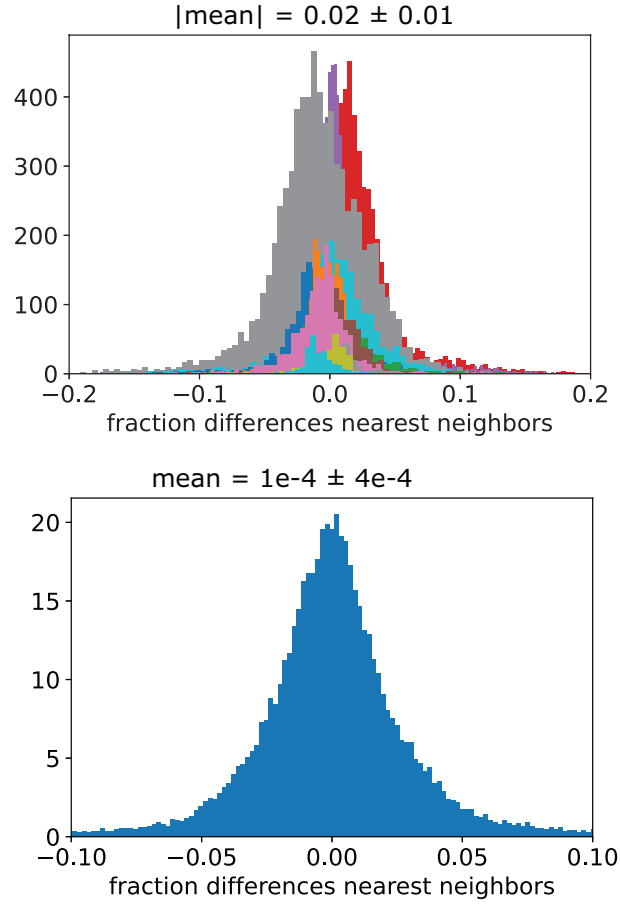 |mean| = 0.02 ± 0.01
400
300
200
100
0
−0.2 −0.1 0.0 0.1 0.2
fraction differences nearest neighbors
mean = 1e-4 ± 4e-4
20
15
10
5
0
−0.10 −0.05 0.00 0.05 0.10
fraction differences nearest neighbors